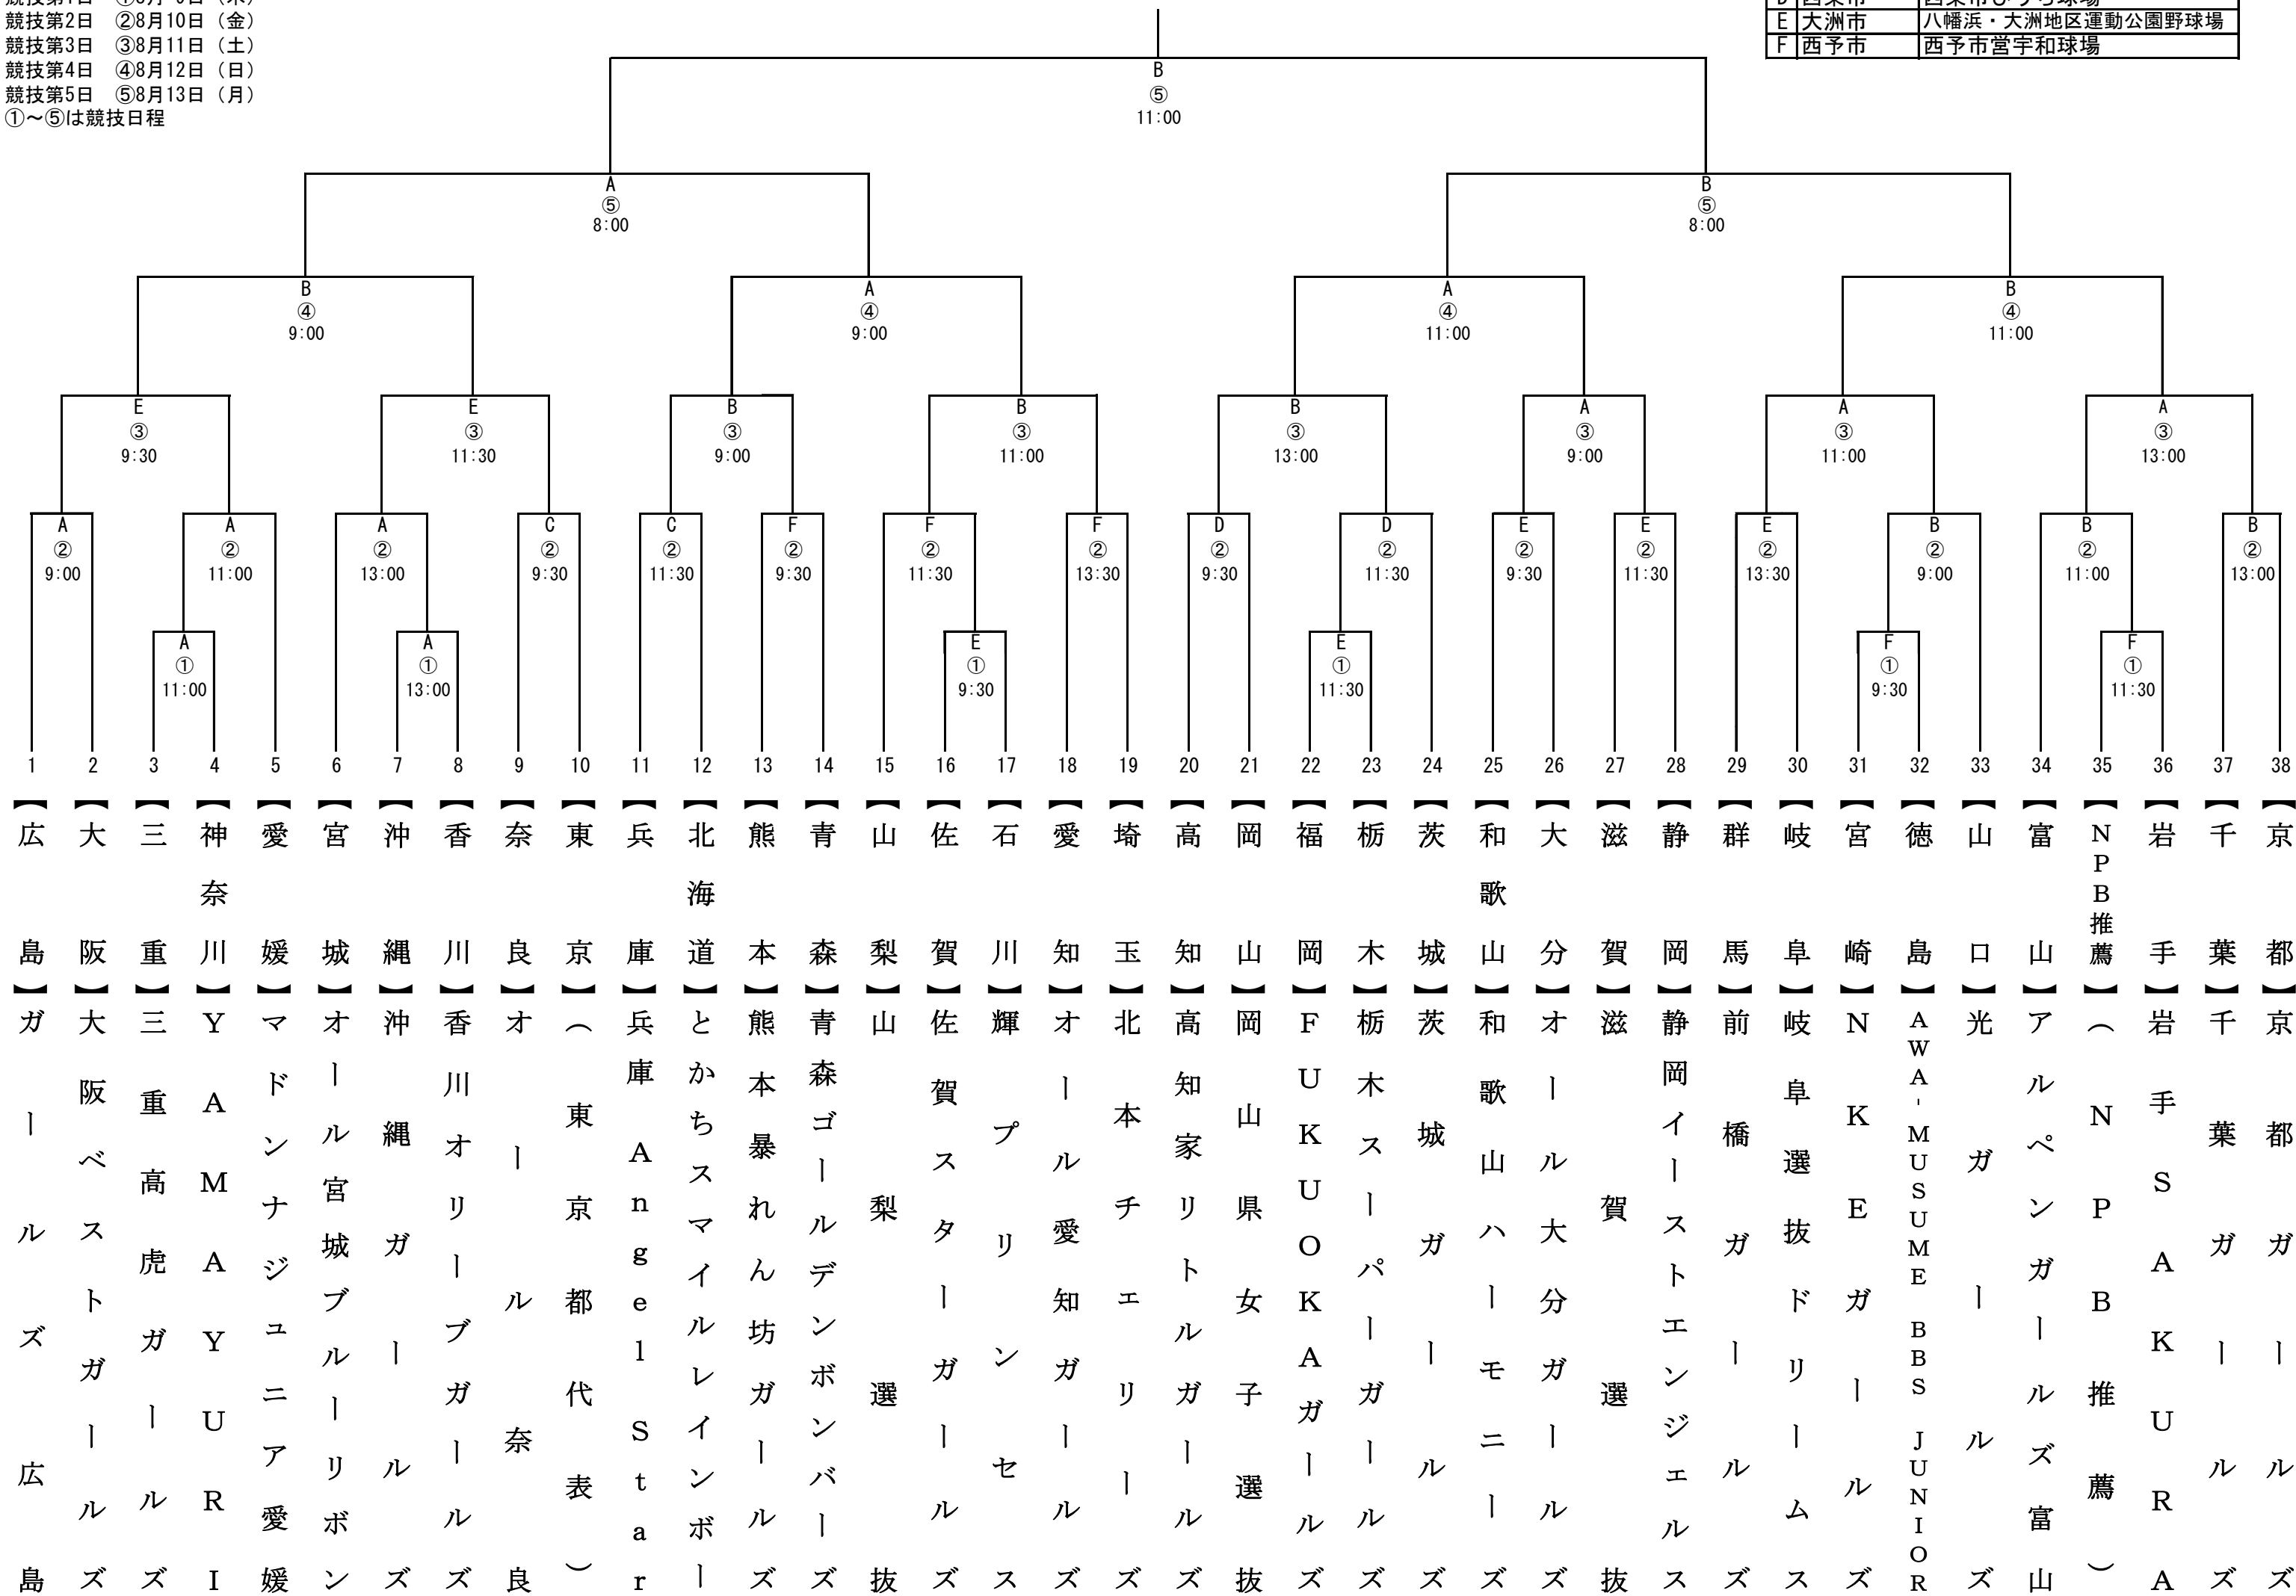 競技第2日　②8月10日（金）
競技第3日　③8月11日（土）
競技第4日　④8月12日（日）
競技第5日　⑤8月13日（月）
①～⑤は競技日程
E 大洲市 八幡浜・大洲地区運動公園野球場
F 西予市 西予市営宇和球場
B ⑤ 11:00
A ⑤ 8:00
B ⑤ 8:00
B ④ 9:00
A ④ 9:00
A ④ 11:00
B ④ 11:00
E ③ 9:30
E ③ 11:30
B ③ 9:00
B ③ 11:00
B ③ 13:00
A ③ 9:00
A ③ 11:00
A ③ 13:00
A ② 9:00
A ② 11:00
A ② 13:00
C ② 9:30
C ② 11:30
F ② 9:30
F ② 11:30
F ② 13:30
D ② 9:30
D ② 11:30
E ② 9:30
E ② 11:30
E ② 13:30
B ② 9:00
B ② 11:00
B ② 13:00
A ① 11:00
A ① 13:00
E ① 9:30
E ① 11:30
F ① 9:30
F ① 11:30
1 【広島】ガールズ広島
2 【大阪】大阪ベストガールズ
3 【三重】三重高虎ガールズ
4 【神奈川】YAMAYURI
5 【愛媛】マドンナジュニア愛媛
6 【宮城】オール宮城ブルーリボン
7 【沖縄】沖縄ガールズ
8 【香川】香川オリーブガールズ
9 【奈良】オール奈良
10 【東京】（東京都代表）
11 【兵庫】兵庫 Angel Star
12 【北海道】とかちスマイルレインボー
13 【熊本】熊本暴れん坊ガールズ
14 【青森】青森ゴールデンボンバーズ
15 【山梨】山梨選抜
16 【佐賀】佐賀スターガールズ
17 【石川】輝プリンセス
18 【愛知】オール愛知ガールズ
19 【埼玉】北本チェリーズ
20 【高知】高知家リトルガールズ
21 【岡山】岡山県女子選抜
22 【福岡】FUKUOKAガールズ
23 【栃木】栃木スーパーガールズ
24 【茨城】茨城ガールズ
25 【和歌山】和歌山ハーモニーズ
26 【大分】オール大分ガールズ
27 【滋賀】滋賀選抜
28 【静岡】静岡イーストエンジェルス
29 【群馬】前橋ガールズ
30 【岐阜】岐阜選抜ドリームス
31 【宮崎】NKEガールズ
32 【徳島】AWA-MUSUME BBS JUNIOR
33 【山口】光ガールズ
34 【富山】アルペンガールズ富山
35 【NPB推薦】（NPB推薦）
36 【岩手】岩手SAKURA
37 【千葉】千葉ガールズ
38 【京都】京都ガールズ